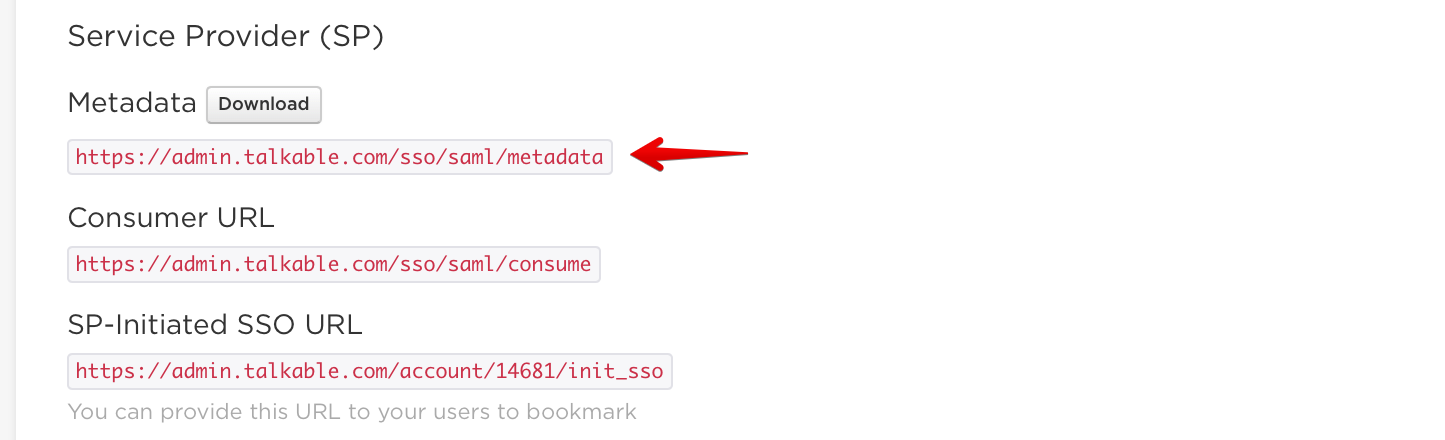 Service Provider (SP)
Metadata Download
https://admin.talkable.com/sso/saml/metadata
Consumer URL
https://admin.talkable.com/sso/saml/consume
SP-Initiated SSO URL
https://admin.talkable.com/account/14681/init_sso
You can provide this URL to your users to bookmark